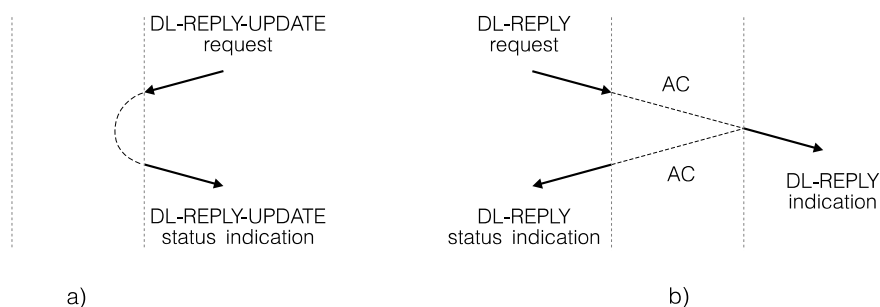 DL-REPLY-UPDATE
request
DL-REPLY-UPDATE
status indication
a)
DL-REPLY
request
AC
AC
DL-REPLY
status indication
DL-REPLY
indication
b)